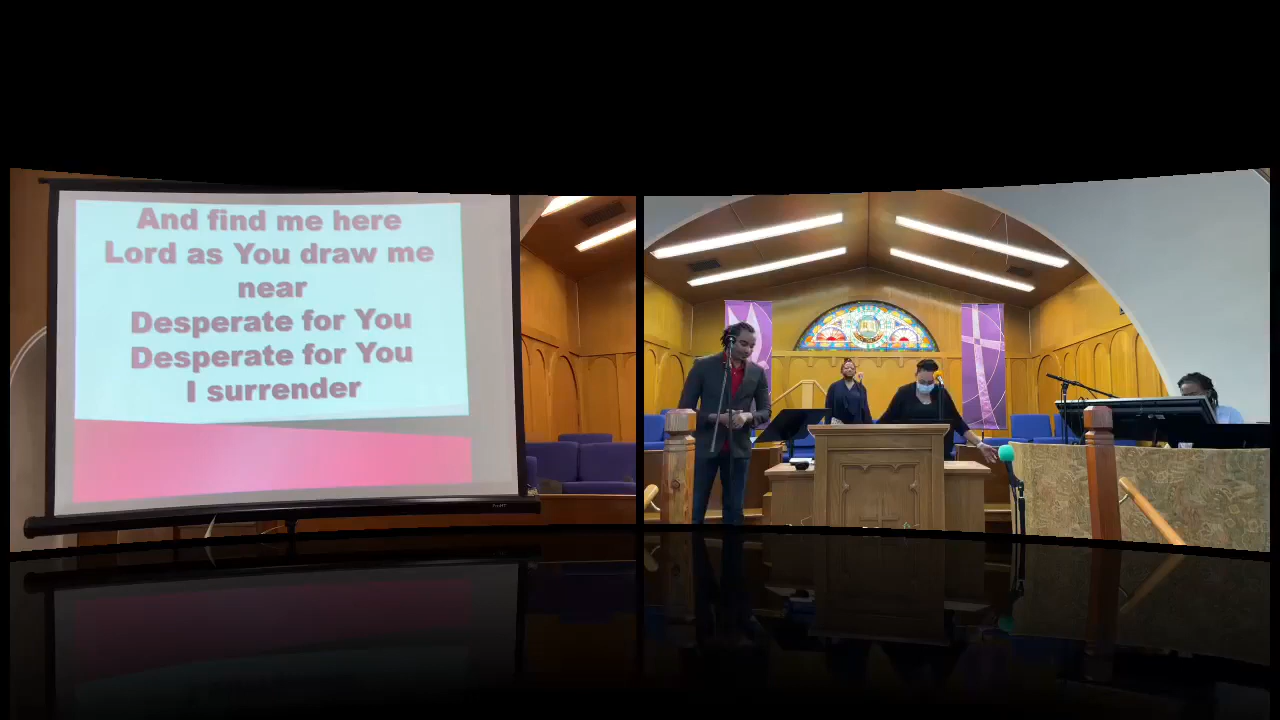 And find me here
Lord as You draw me
near
Desperate for You
Desperate for You
I surrender